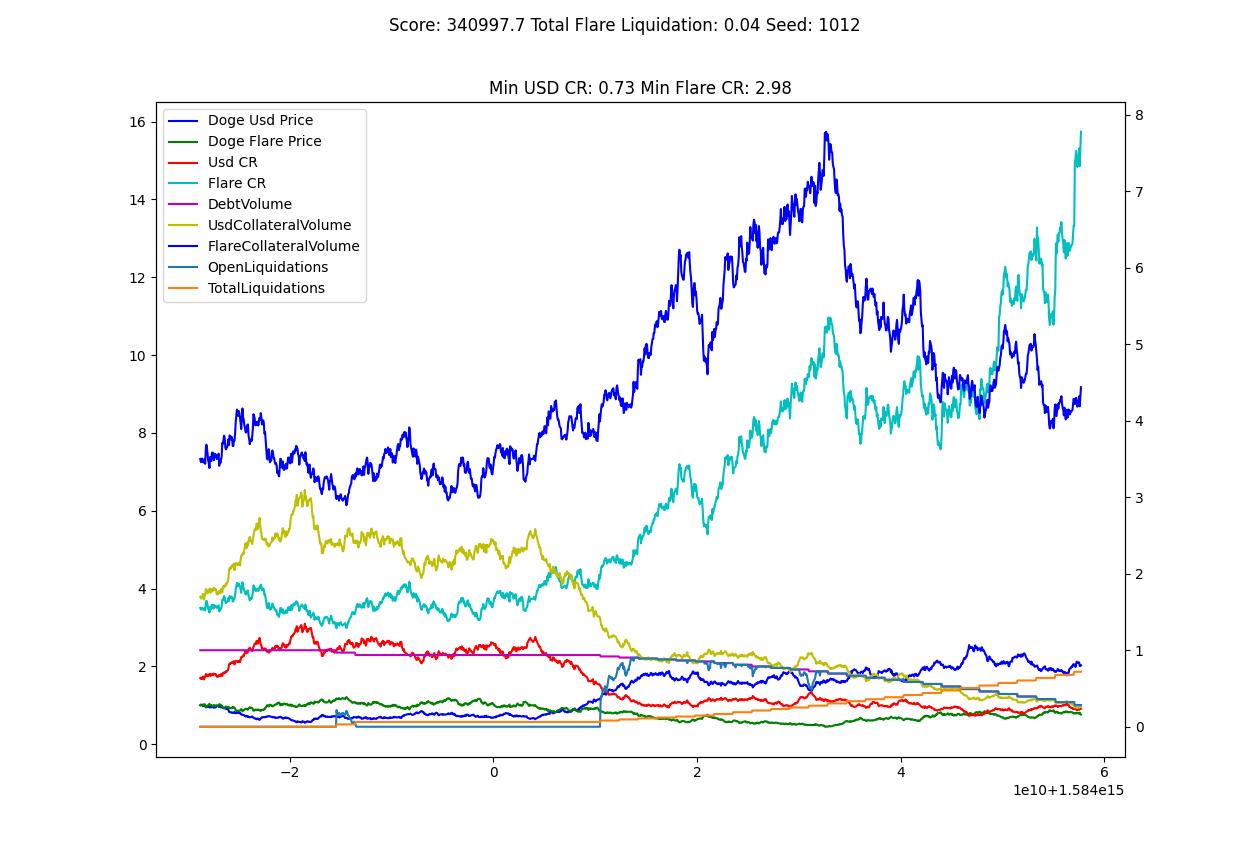 Score: 340997.7 Total Flare Liquidation: 0.04 Seed: 1012
Min USD CR: 0.73 Min Flare CR: 2.98
Doge Usd Price
Doge Flare Price
Usd CR
Flare CR
DebtVolume
UsdCollateralVolume
FlareCollateralVolume
OpenLiquidations
TotalLiquidations
16
14
12
10
8
6
4
2
0
8
7
6
5
4
3
2
1
0
−2 0 2 4 6
1e10+1.584e15